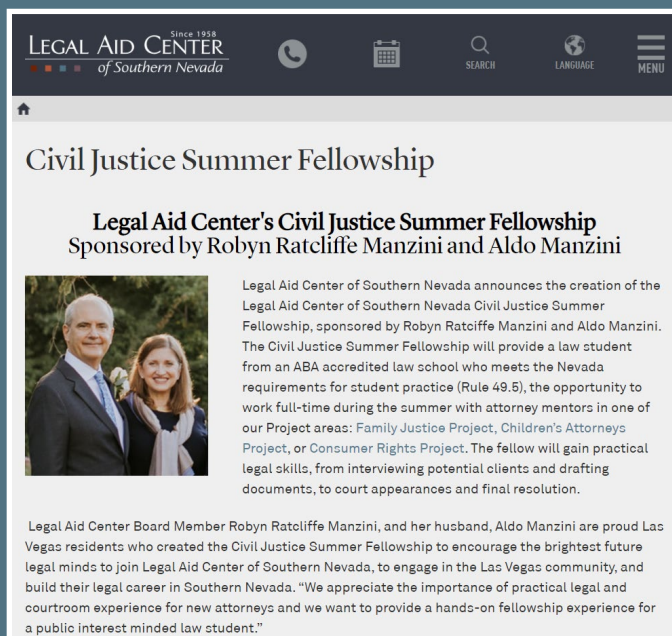 Since 1958
LEGAL AID CENTER
of Southern Nevada
SEARCH
LANGUAGE
MENU
Civil Justice Summer Fellowship
Legal Aid Center's Civil Justice Summer Fellowship
Sponsored by Robyn Ratcliffe Manzini and Aldo Manzini
Legal Aid Center of Southern Nevada announces the creation of the
Legal Aid Center of Southern Nevada Civil Justice Summer
Fellowship, sponsored by Robyn Ratciffe Manzini and Aldo Manzini.
The Civil Justice Summer Fellowship will provide a law student
from an ABA accredited law school who meets the Nevada
requirements for student practice (Rule 49.5), the opportunity to
work full-time during the summer with attorney mentors in one of
our Project areas: Family Justice Project, Children's Attorneys
Project, or Consumer Rights Project. The fellow will gain practical
legal skills, from interviewing potential clients and drafting
documents, to court appearances and final resolution.
Legal Aid Center Board Member Robyn Ratcliffe Manzini, and her husband, Aldo Manzini are proud Las
Vegas residents who created the Civil Justice Summer Fellowship to encourage the brightest future
legal minds to join Legal Aid Center of Southern Nevada, to engage in the Las Vegas community, and
build their legal career in Southern Nevada. “We appreciate the importance of practical legal and
courtroom experience for new attorneys and we want to provide a hands-on fellowship experience for
a public interest minded law student.”